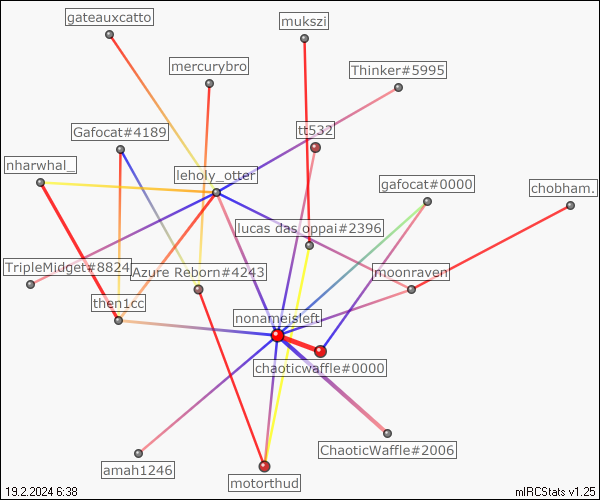 gateauxcatto
mukszi
mercurybro
Thinker#5995
Gafocat#4189
tt532
nharwhal_
leholy_otter
gafocat#0000
chobham.
lucas das oppai#2396
TripleMidget#8824
Azure Reborn#4243
moonraven
then1cc
nonameisleft
chaoticwaffle#0000
ChaoticWaffle#2006
amah1246
motorthud
19.2.2024 6:38
mIRCStats v1.25